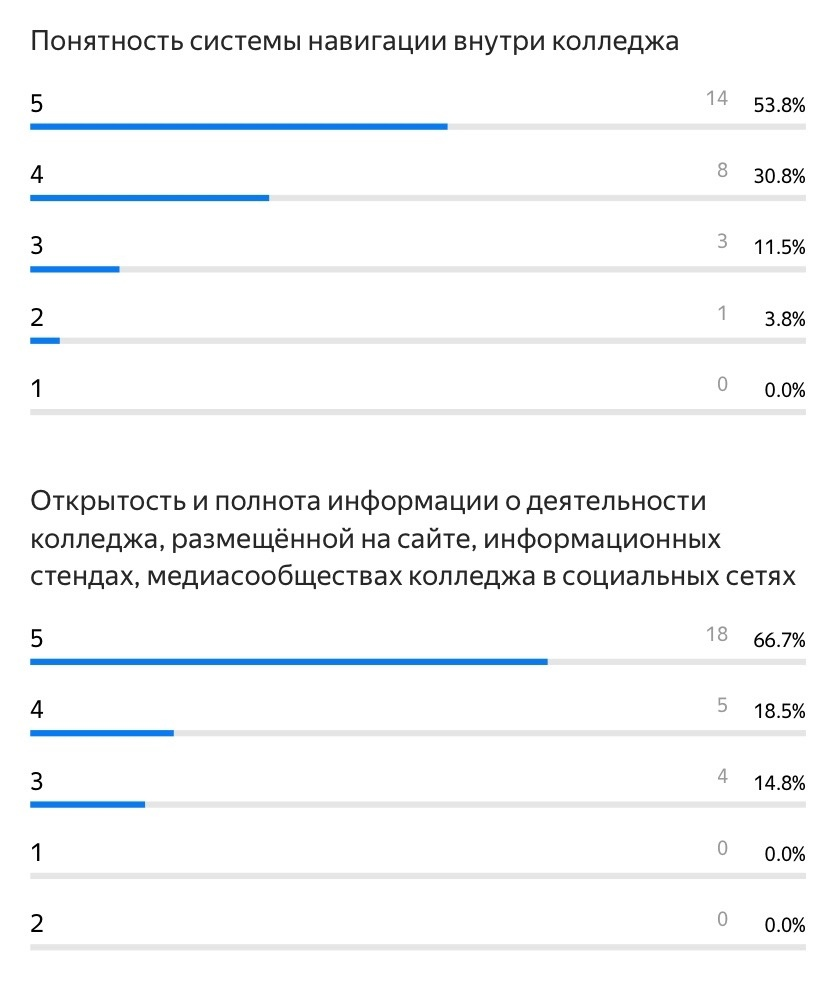 Понятность системы навигации внутри колледжа
5 14 53.8%
4 8 30.8%
3 3 11.5%
2 1 3.8%
1 0 0.0%
Открытость и полнота информации о деятельности
колледжа, размещённой на сайте, информационных
стендах, медиасообществах колледжа в социальных сетях
5 18 66.7%
4 5 18.5%
3 4 14.8%
1 0 0.0%
2 0 0.0%